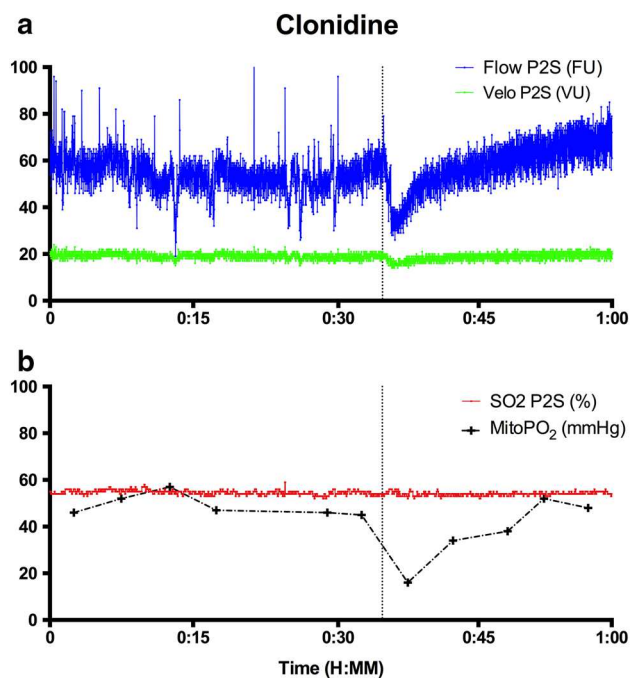 a
Clonidine
Flow P2S (FU)
Velo P2S (VU)
100
80
60
40
20
0
0
0:15
0:30
0:45
1:00
b
SO2 P2S (%)
MitoPO₂ (mmHg)
100
80
60
40
20
0
0
0:15
0:30
0:45
1:00
Time (H:MM)